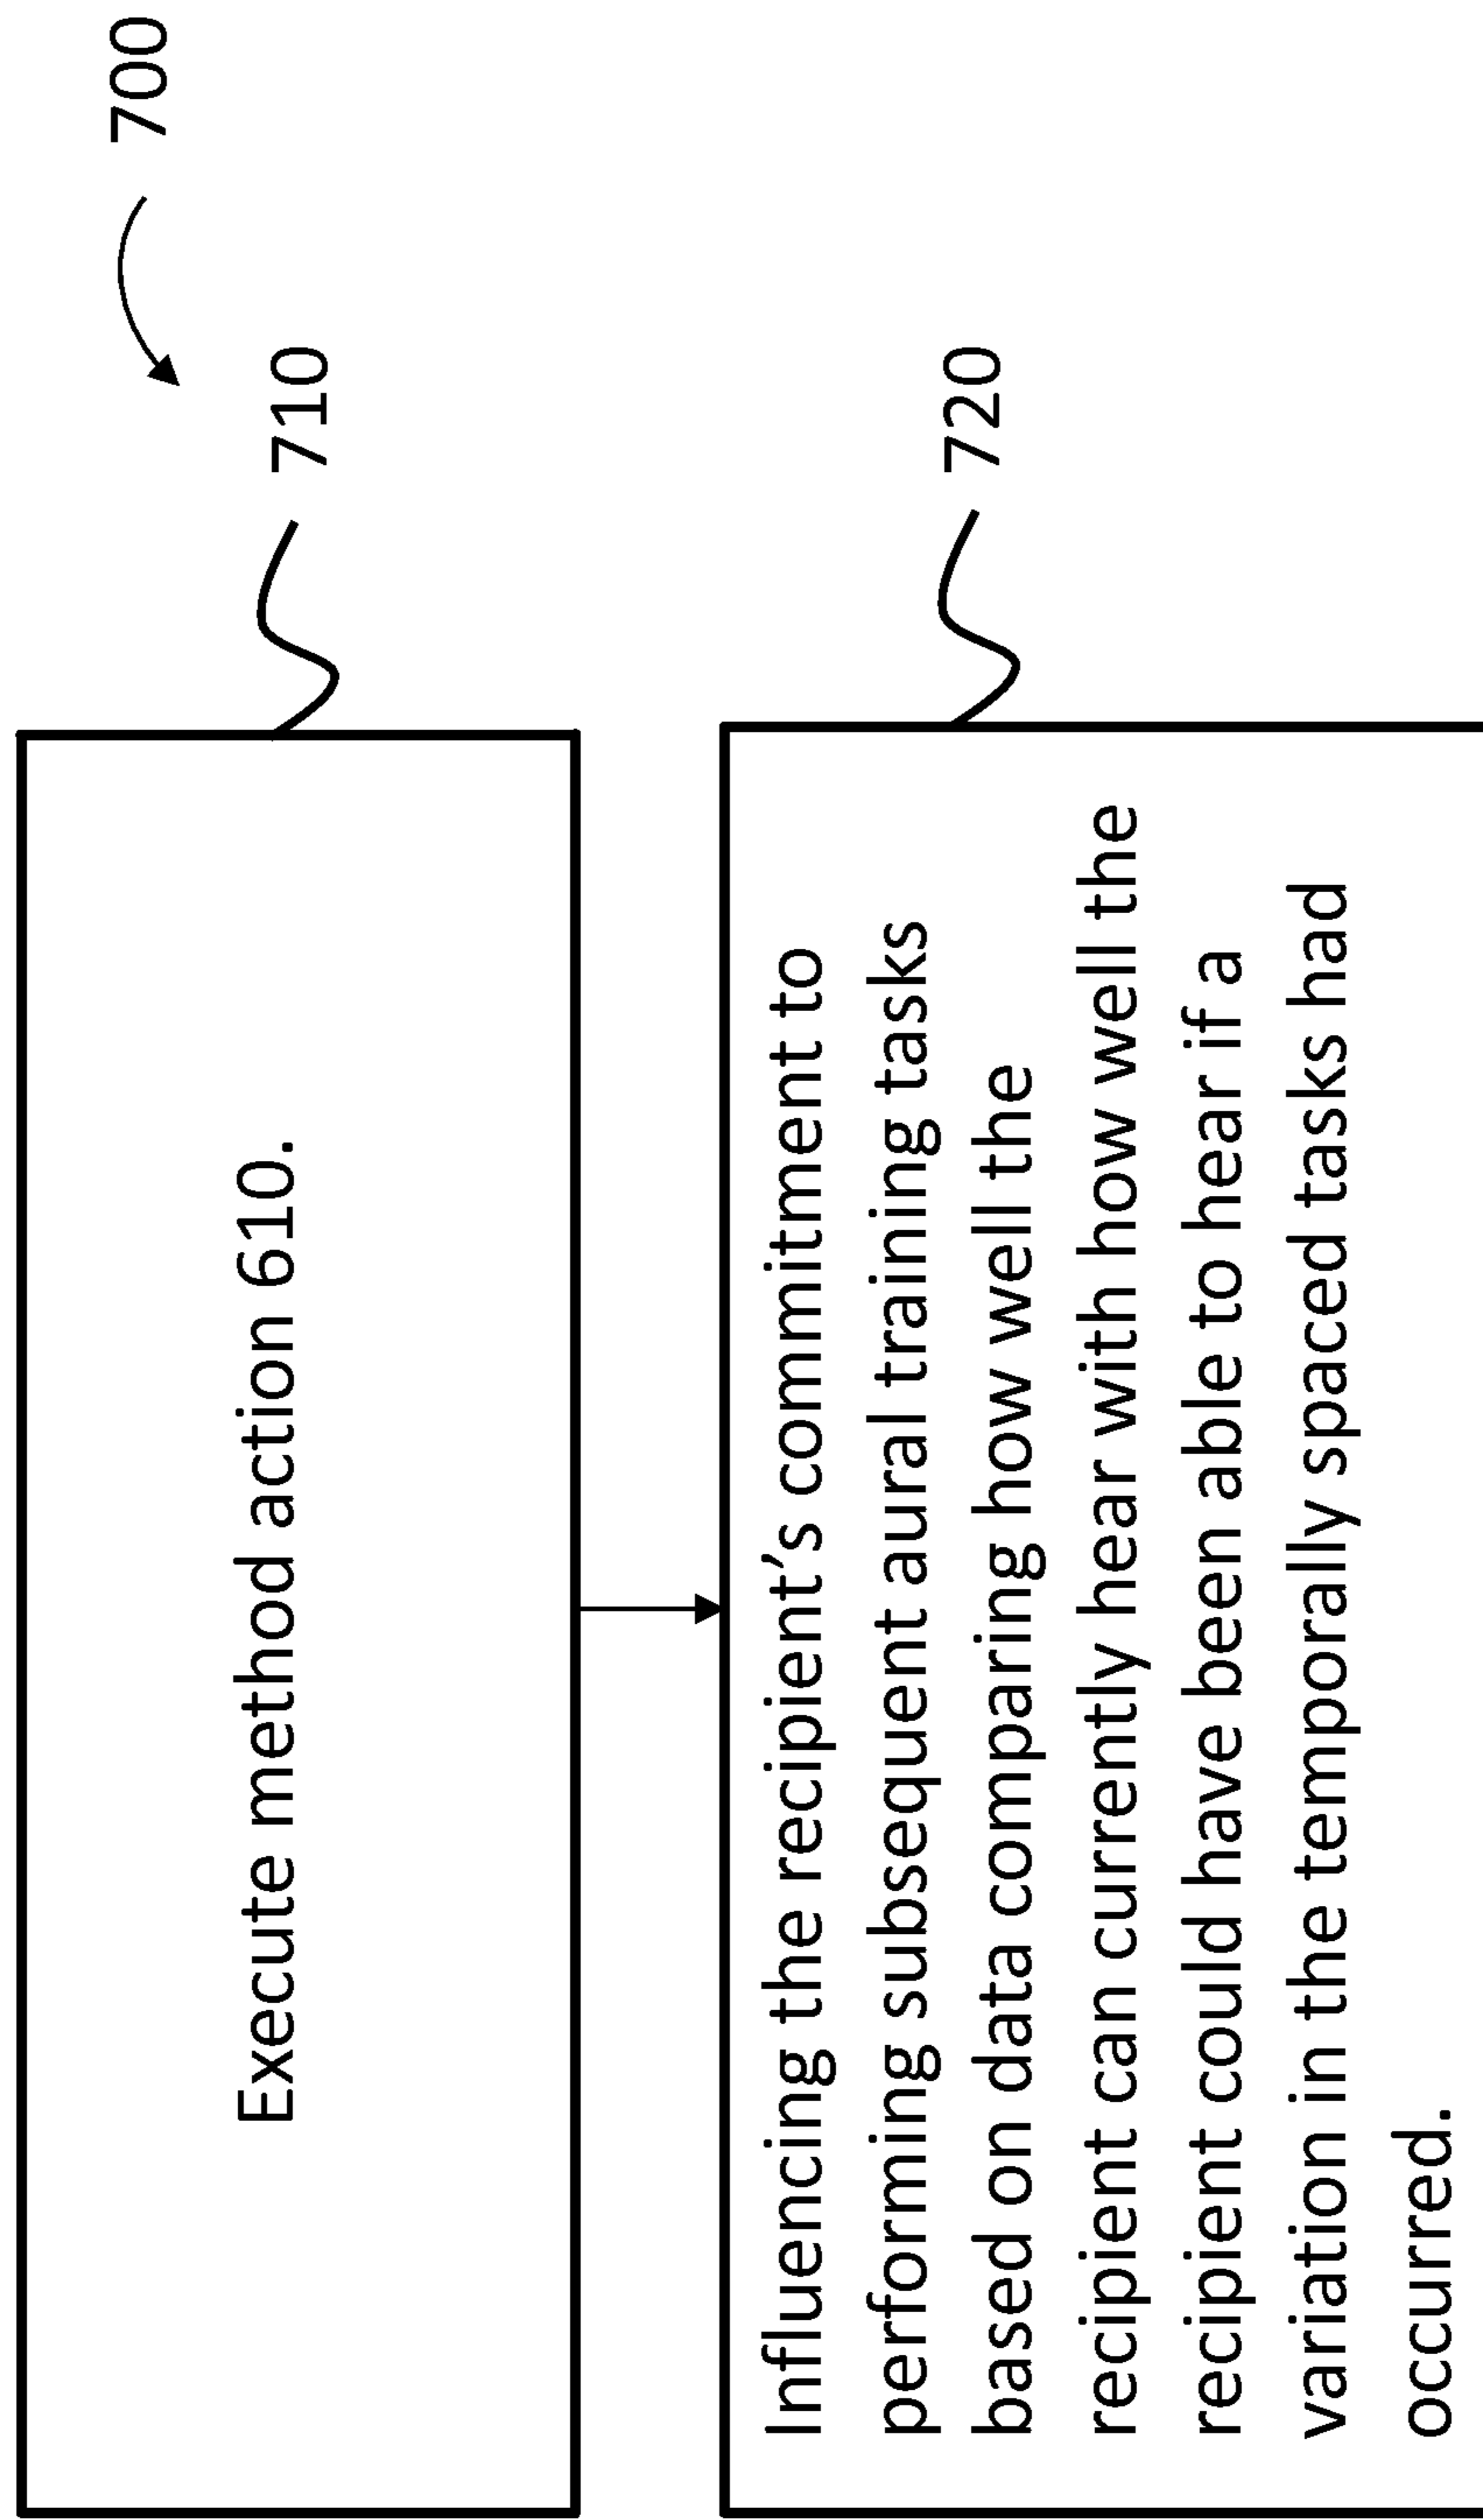 700
710
Execute method action 610.
720
Influencing the recipient’s commitment to
performing subsequent aural training tasks
based on data comparing how well the
recipient can currently hear with how well the
recipient could have been able to hear if a
variation in the temporally spaced tasks had
occurred.